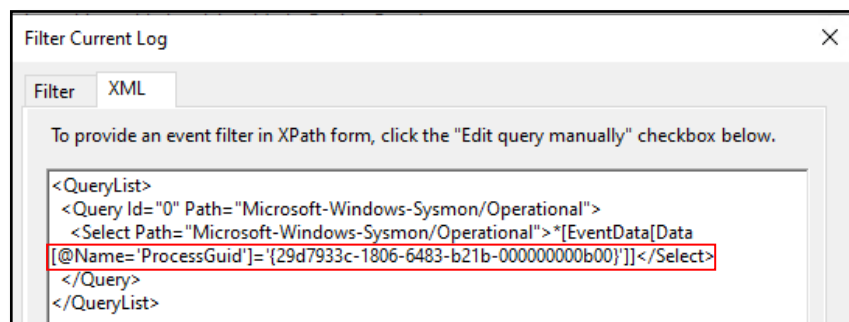 Filter Current Log
Filter XML
To provide an event filter in XPath form, click the "Edit query manually" checkbox below.
<QueryList>
<Query Id="0" Path="Microsoft-Windows-Sysmon/Operational">
<Select Path="Microsoft-Windows-Sysmon/Operational">*[EventData[Data
[@Name='ProcessGuid']='{29d7933c-1806-6483-b21b-000000000b00}']]</Select>
</Query>
</QueryList>